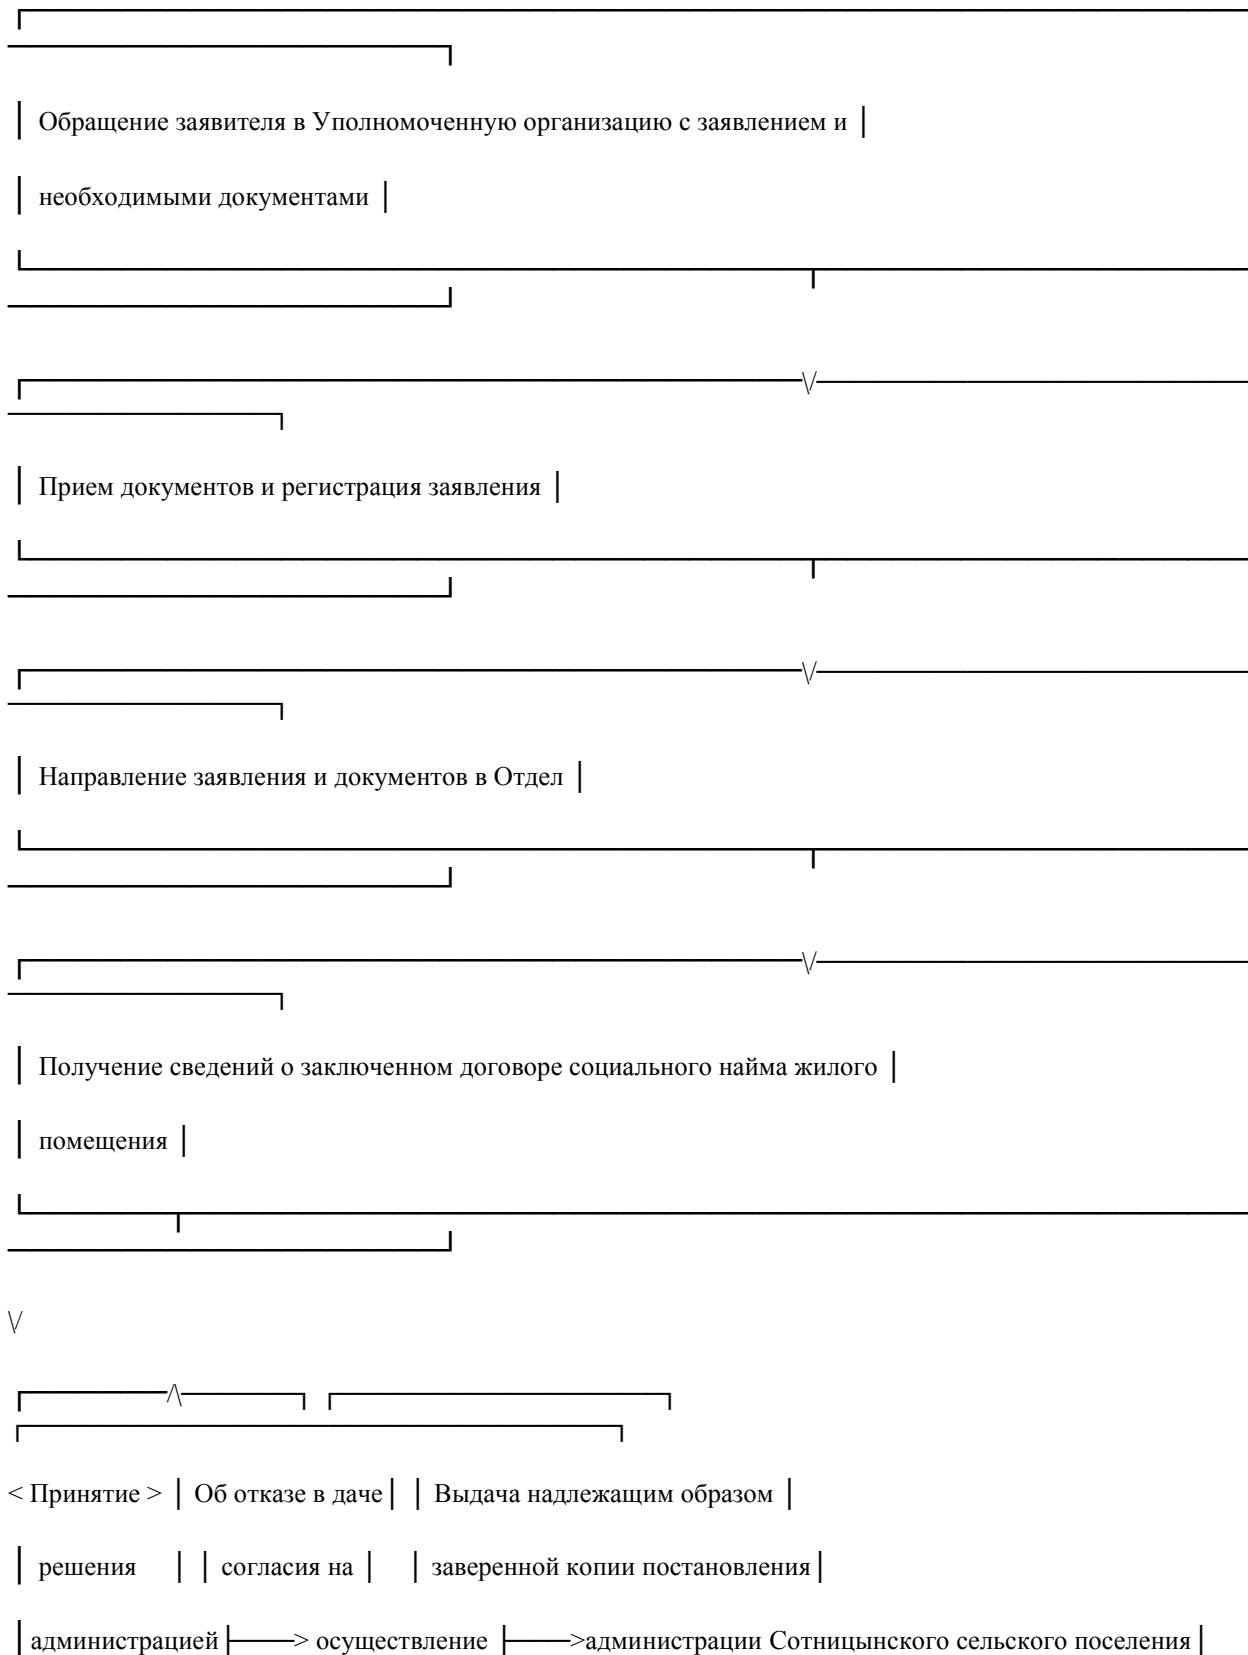 Обращение заявителя в Уполномоченную организацию с заявлением и
необходимыми документами
Прием документов и регистрация заявления
Направление заявления и документов в Отдел
Получение сведений о заключенном договоре социального найма жилого
помещения
\/
< Принятие > │ Об отказе в даче│ │ Выдача надлежащим образом │
│ решения │ │ согласия на │ │ заверенной копии постановления│
│администрацией├───> осуществление ├───>администрации Сотницынского сельского поселения│